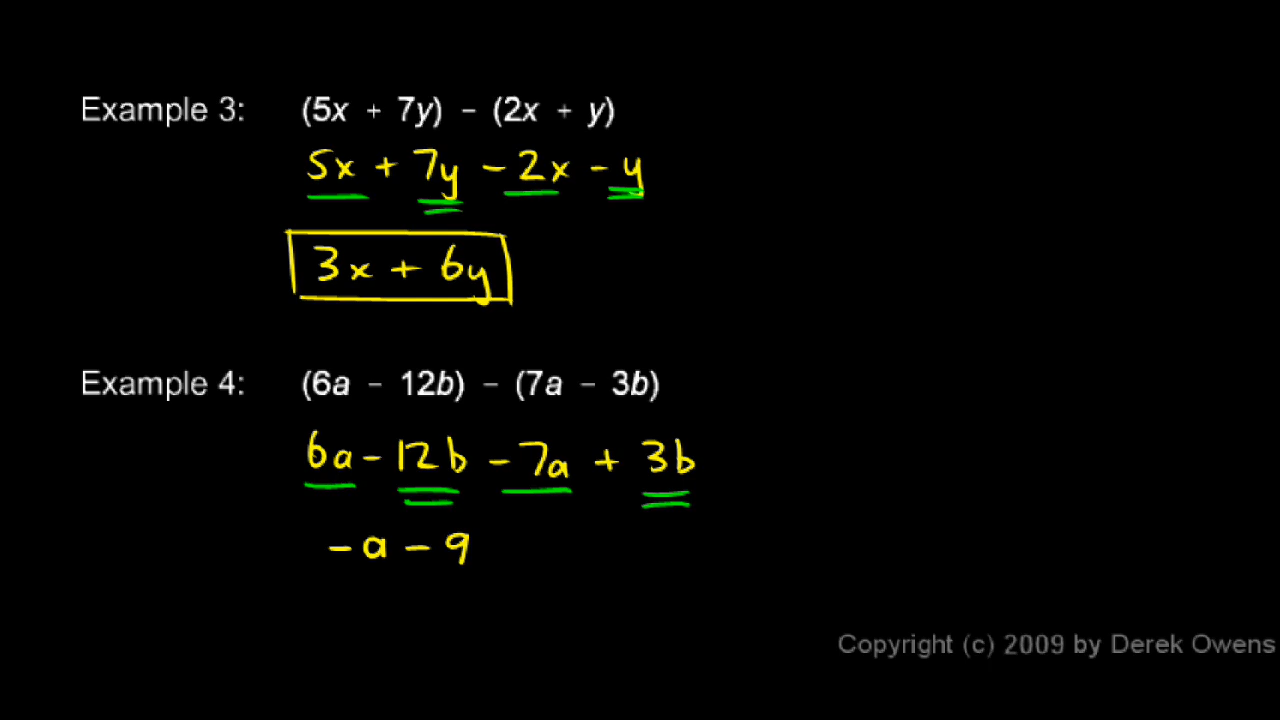 Example 3: (5x + 7y) − (2x + y)
5x + 7y − 2x − y
3x + 6y
Example 4: (6a − 12b) − (7a − 3b)
6a − 12b − 7a + 3b
− a − 9
Copyright (c) 2009 by Derek Owens